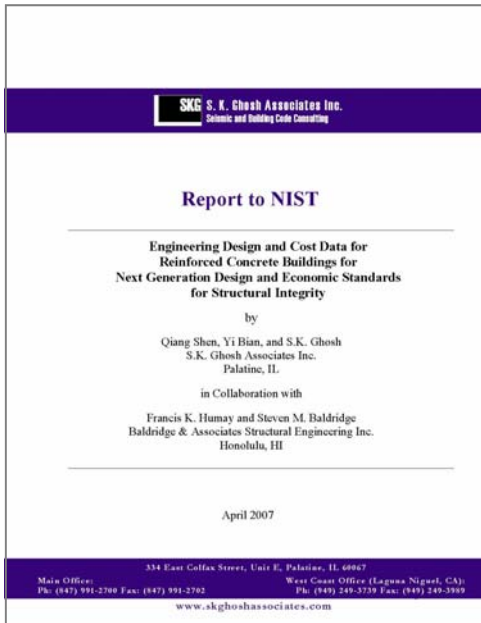 SKG S. K. Ghosh Associates Inc.
Seismic and Building Code Consulting
Report to NIST
Engineering Design and Cost Data for
Reinforced Concrete Buildings for
Next Generation Design and Economic Standards
for Structural Integrity
by
Qiang Shen, Yi Bian, and S.K. Ghosh
S.K. Ghosh Associates Inc.
Palatine, IL
in Collaboration with
Francis K. Humay and Steven M. Baldridge
Baldridge & Associates Structural Engineering Inc.
Honolulu, HI
April 2007
334 East Colfax Street, Unit E, Palatine, IL 60067
Main Office: West Coast Office (Laguna Niguel, CA):
Ph: (847) 991-2700 Fax: (847) 991-2702 Ph: (949) 249-3739 Fax: (949) 249-3989
www.skghoshassociates.com